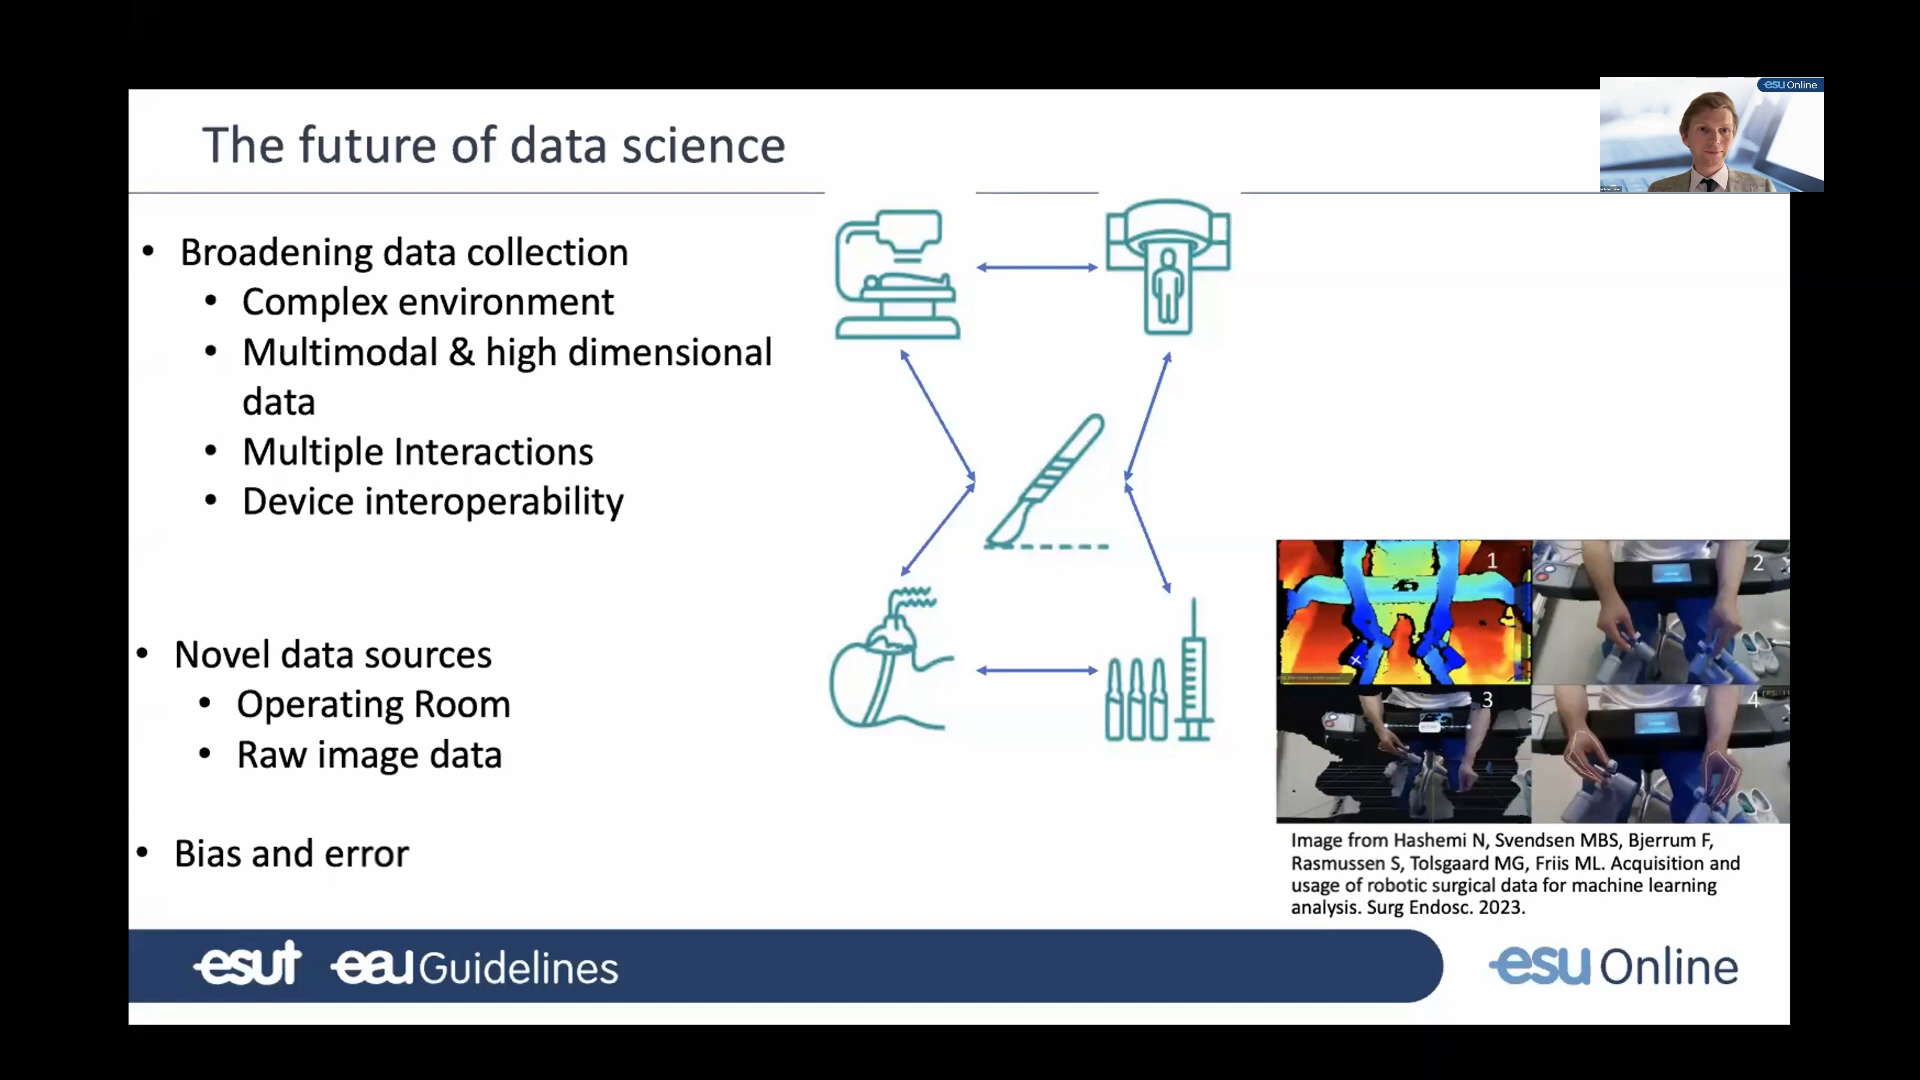 esu Online
The future of data science
• Broadening data collection
• Complex environment
• Multimodal & high dimensional
data
• Multiple Interactions
• Device interoperability
• Novel data sources
• Operating Room
• Raw image data
• Bias and error
1
2
3
4
Image from Hashemi N, Svendsen MBS, Bjerrum F,
Rasmussen S, Tolsgaard MG, Friis ML. Acquisition and
usage of robotic surgical data for machine learning
analysis. Surg Endosc. 2023.
esut eau Guidelines
esu Online